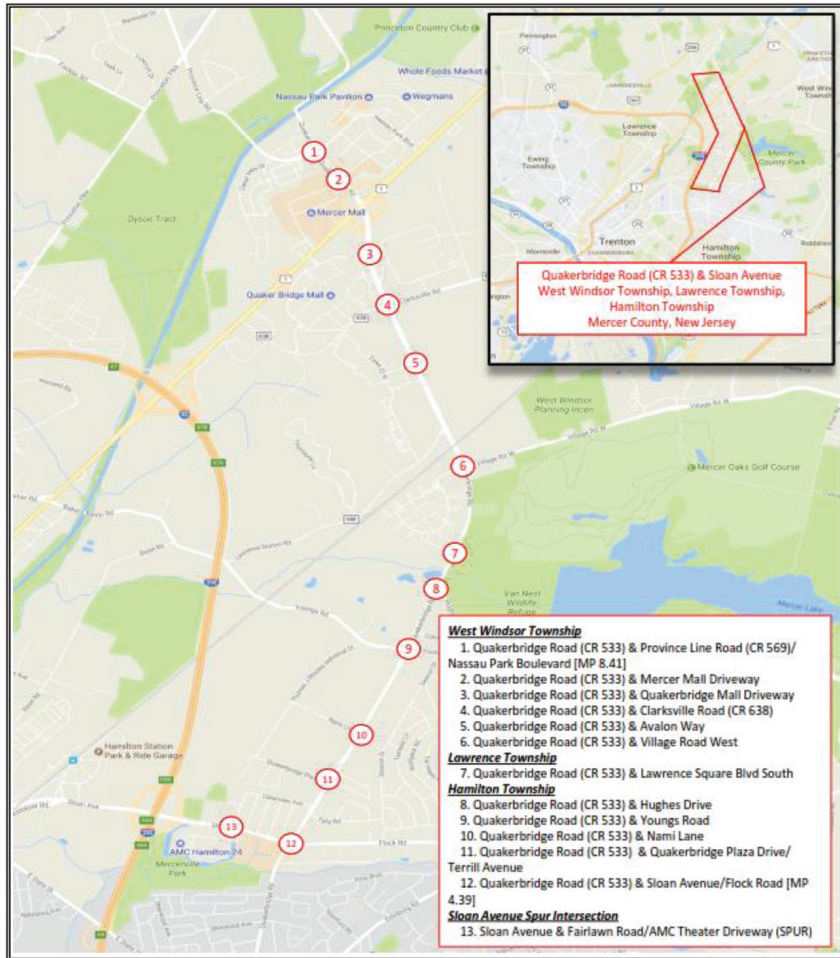 Princeton Country Club
Whole Foods Market
Nassau Park Pavilion
Wegmans
1
2
Dyson Tract
Mercer Mall
3
Quaker Bridge Mall
Clarksville Rd
4
5
West Windsor
Planning Incen
Village Rd W
Village Rd W
6
Mercer Oaks Golf Course
Lawrence Station Rd
7
8
Van Nest
Wildlife
Refuge
Mercer Lake
Youngs Rd
9
10
Hamilton Station
Park & Ride Garage
11
Sloan Ave
13
12
Flock Rd
AMC Hamilton 24
Mercerville
Park
Pennington
Lawrence
Township
Ewing
Township
Mercer
County Park
Trenton
Hamilton
Township
Morrisville
Quakerbridge Road (CR 533) & Sloan Avenue
West Windsor Township, Lawrence Township,
Hamilton Township
Mercer County, New Jersey
West Windsor Township
1. Quakerbridge Road (CR 533) & Province Line Road (CR 569)/
Nassau Park Boulevard [MP 8.41]
2. Quakerbridge Road (CR 533) & Mercer Mall Driveway
3. Quakerbridge Road (CR 533) & Quakerbridge Mall Driveway
4. Quakerbridge Road (CR 533) & Clarksville Road (CR 638)
5. Quakerbridge Road (CR 533) & Avalon Way
6. Quakerbridge Road (CR 533) & Village Road West
Lawrence Township
7. Quakerbridge Road (CR 533) & Lawrence Square Blvd South
Hamilton Township
8. Quakerbridge Road (CR 533) & Hughes Drive
9. Quakerbridge Road (CR 533) & Youngs Road
10. Quakerbridge Road (CR 533) & Nami Lane
11. Quakerbridge Road (CR 533) & Quakerbridge Plaza Drive/
Terrill Avenue
12. Quakerbridge Road (CR 533) & Sloan Avenue/Flock Road [MP
4.39]
Sloan Avenue Spur Intersection
13. Sloan Avenue & Fairlawn Road/AMC Theater Driveway (SPUR)